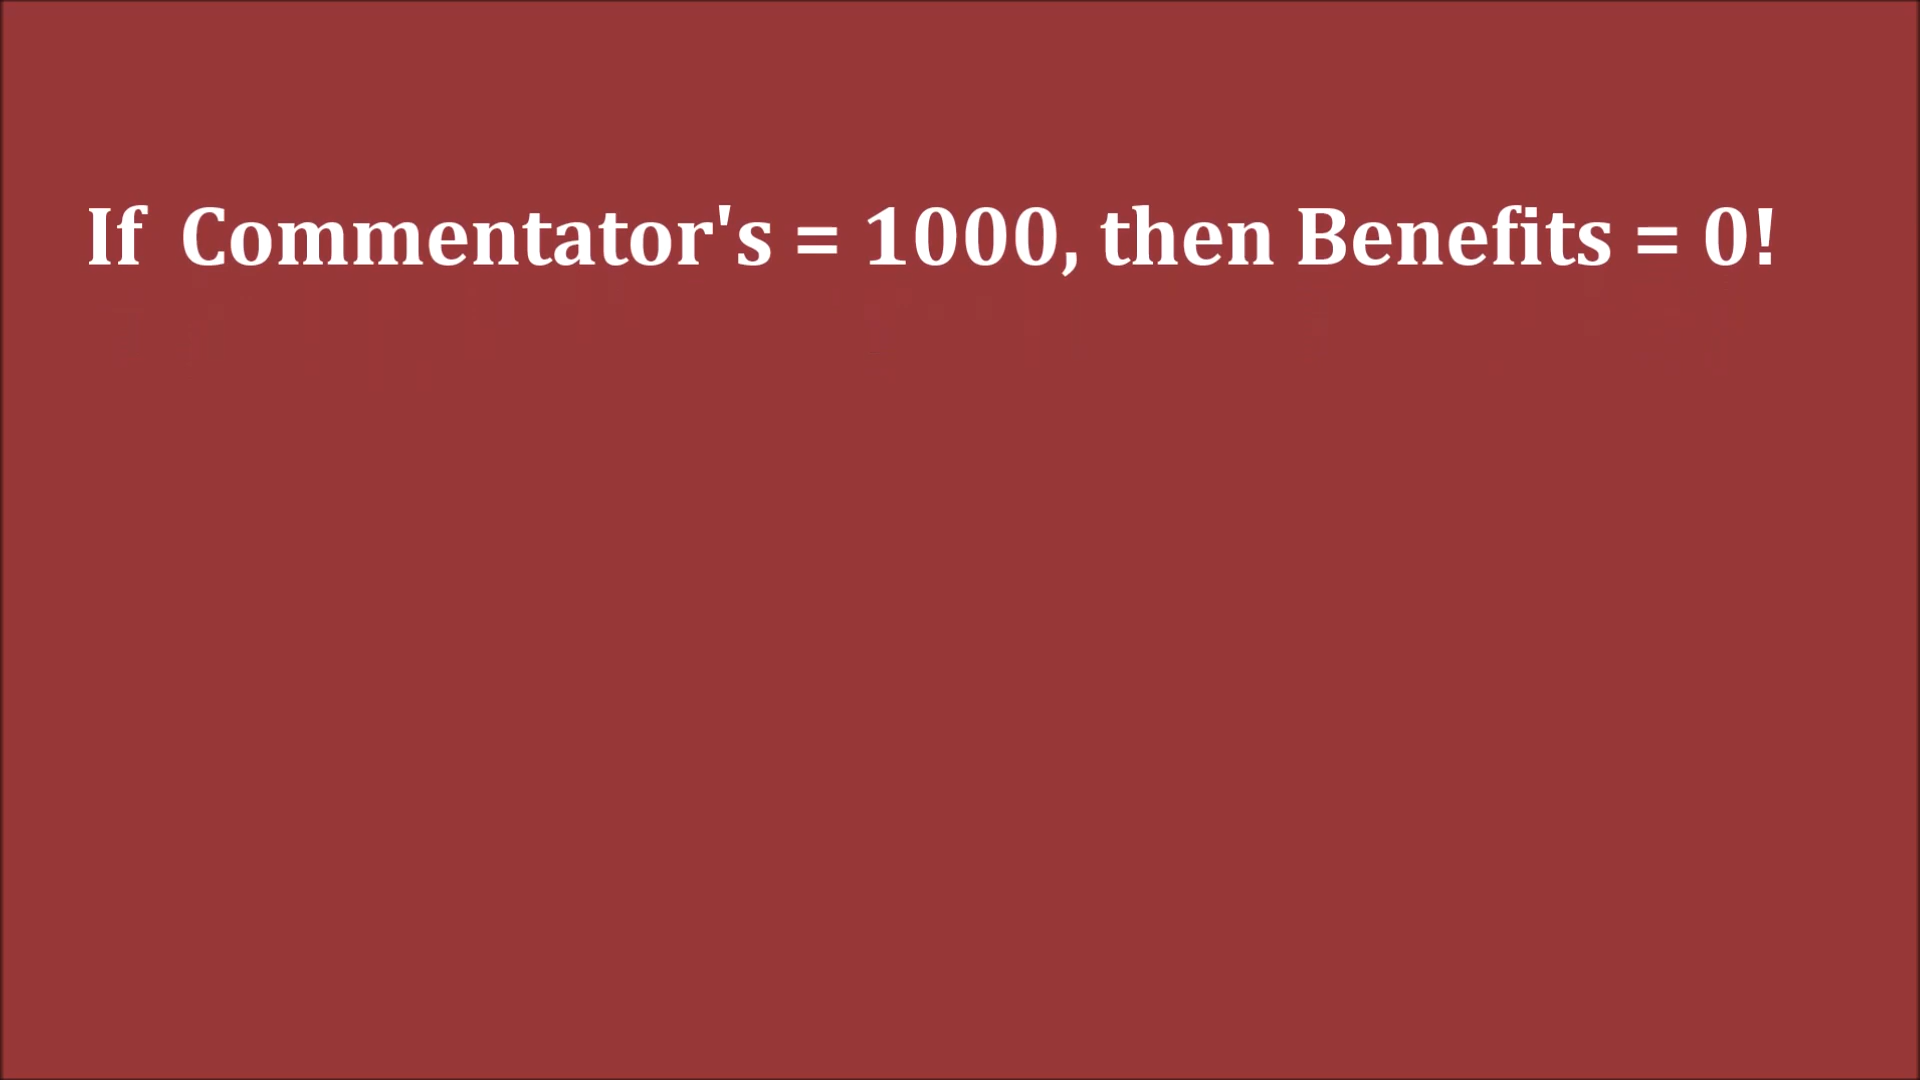 If  Commentator's = 1000, then Benefits = 0!